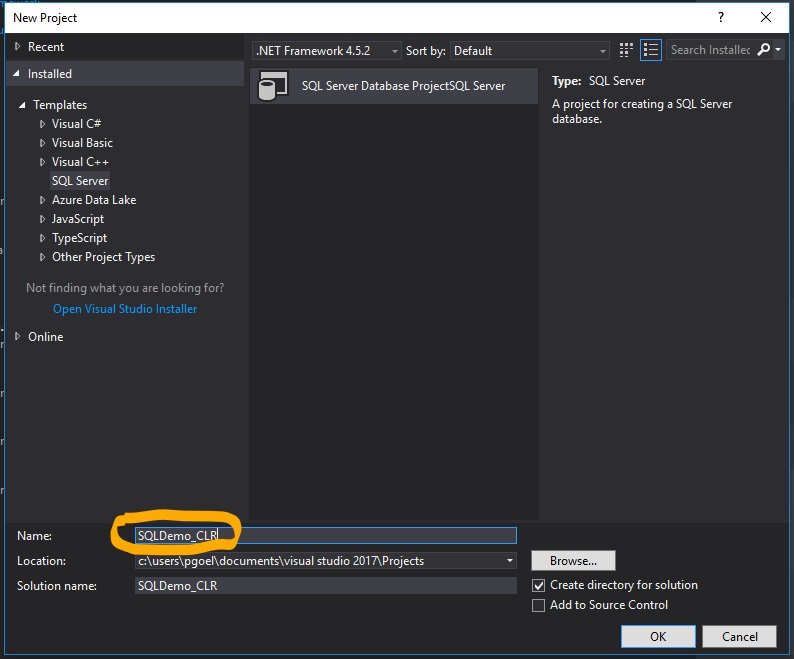 New Project
?
Recent
Installed
.NET Framework 4.5.2
Sort by:
Default
Search Installed
Templates
Visual C#
Visual Basic
Visual C++
SQL Server
Azure Data Lake
JavaScript
TypeScript
Other Project Types
Not finding what you are looking for?
Open Visual Studio Installer
Online
SQL Server Database ProjectSQL Server
Type: SQL Server
A project for creating a SQL Server
database.
Name:
SQLDemo_CLR
Location:
c:\users\pgoel\documents\visual studio 2017\Projects
Browse...
Solution name:
SQLDemo_CLR
Create directory for solution
Add to Source Control
OK
Cancel